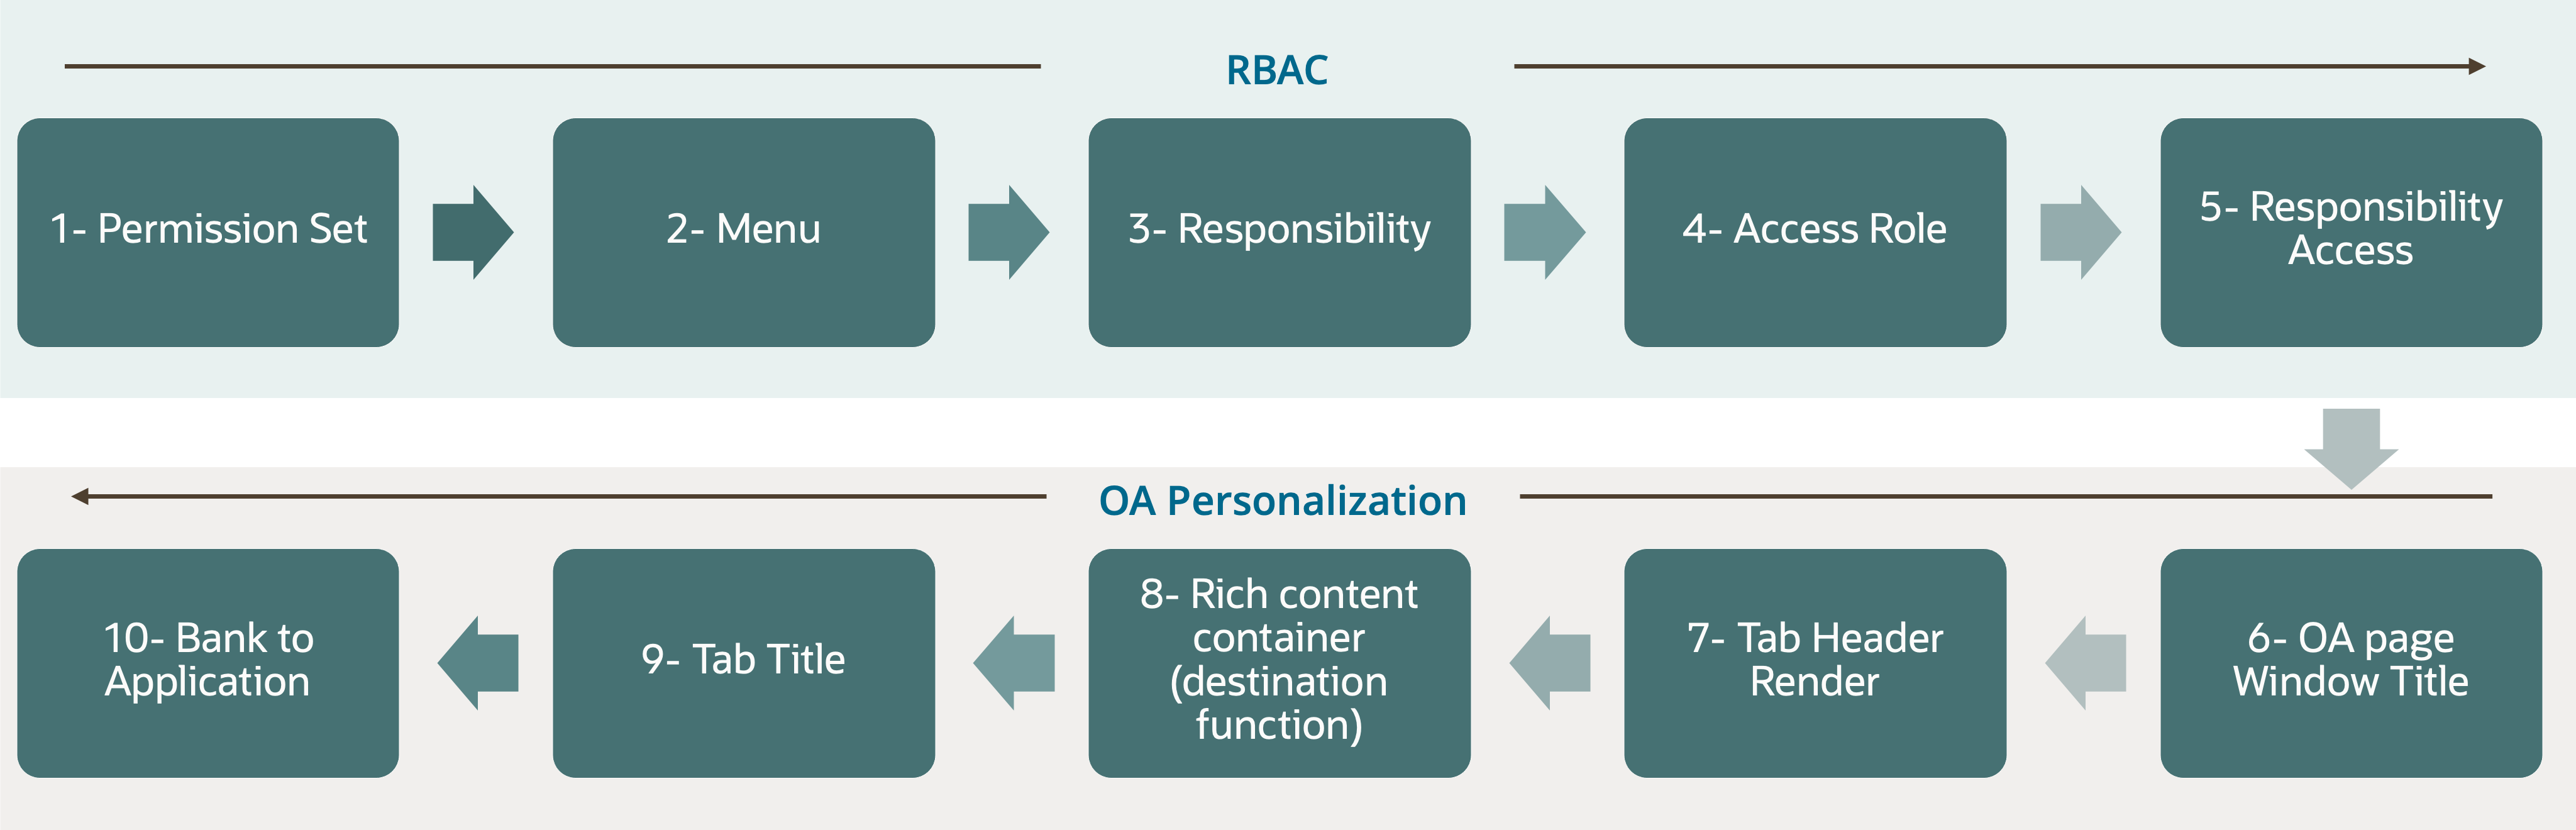 RBAC
1- Permission Set
2- Menu
3- Responsibility
4- Access Role
5- Responsibility
Access
OA Personalization
10- Bank to
Application
9- Tab Title
8- Rich content
container
(destination
function)
7- Tab Header
Render
6- OA page
Window Title